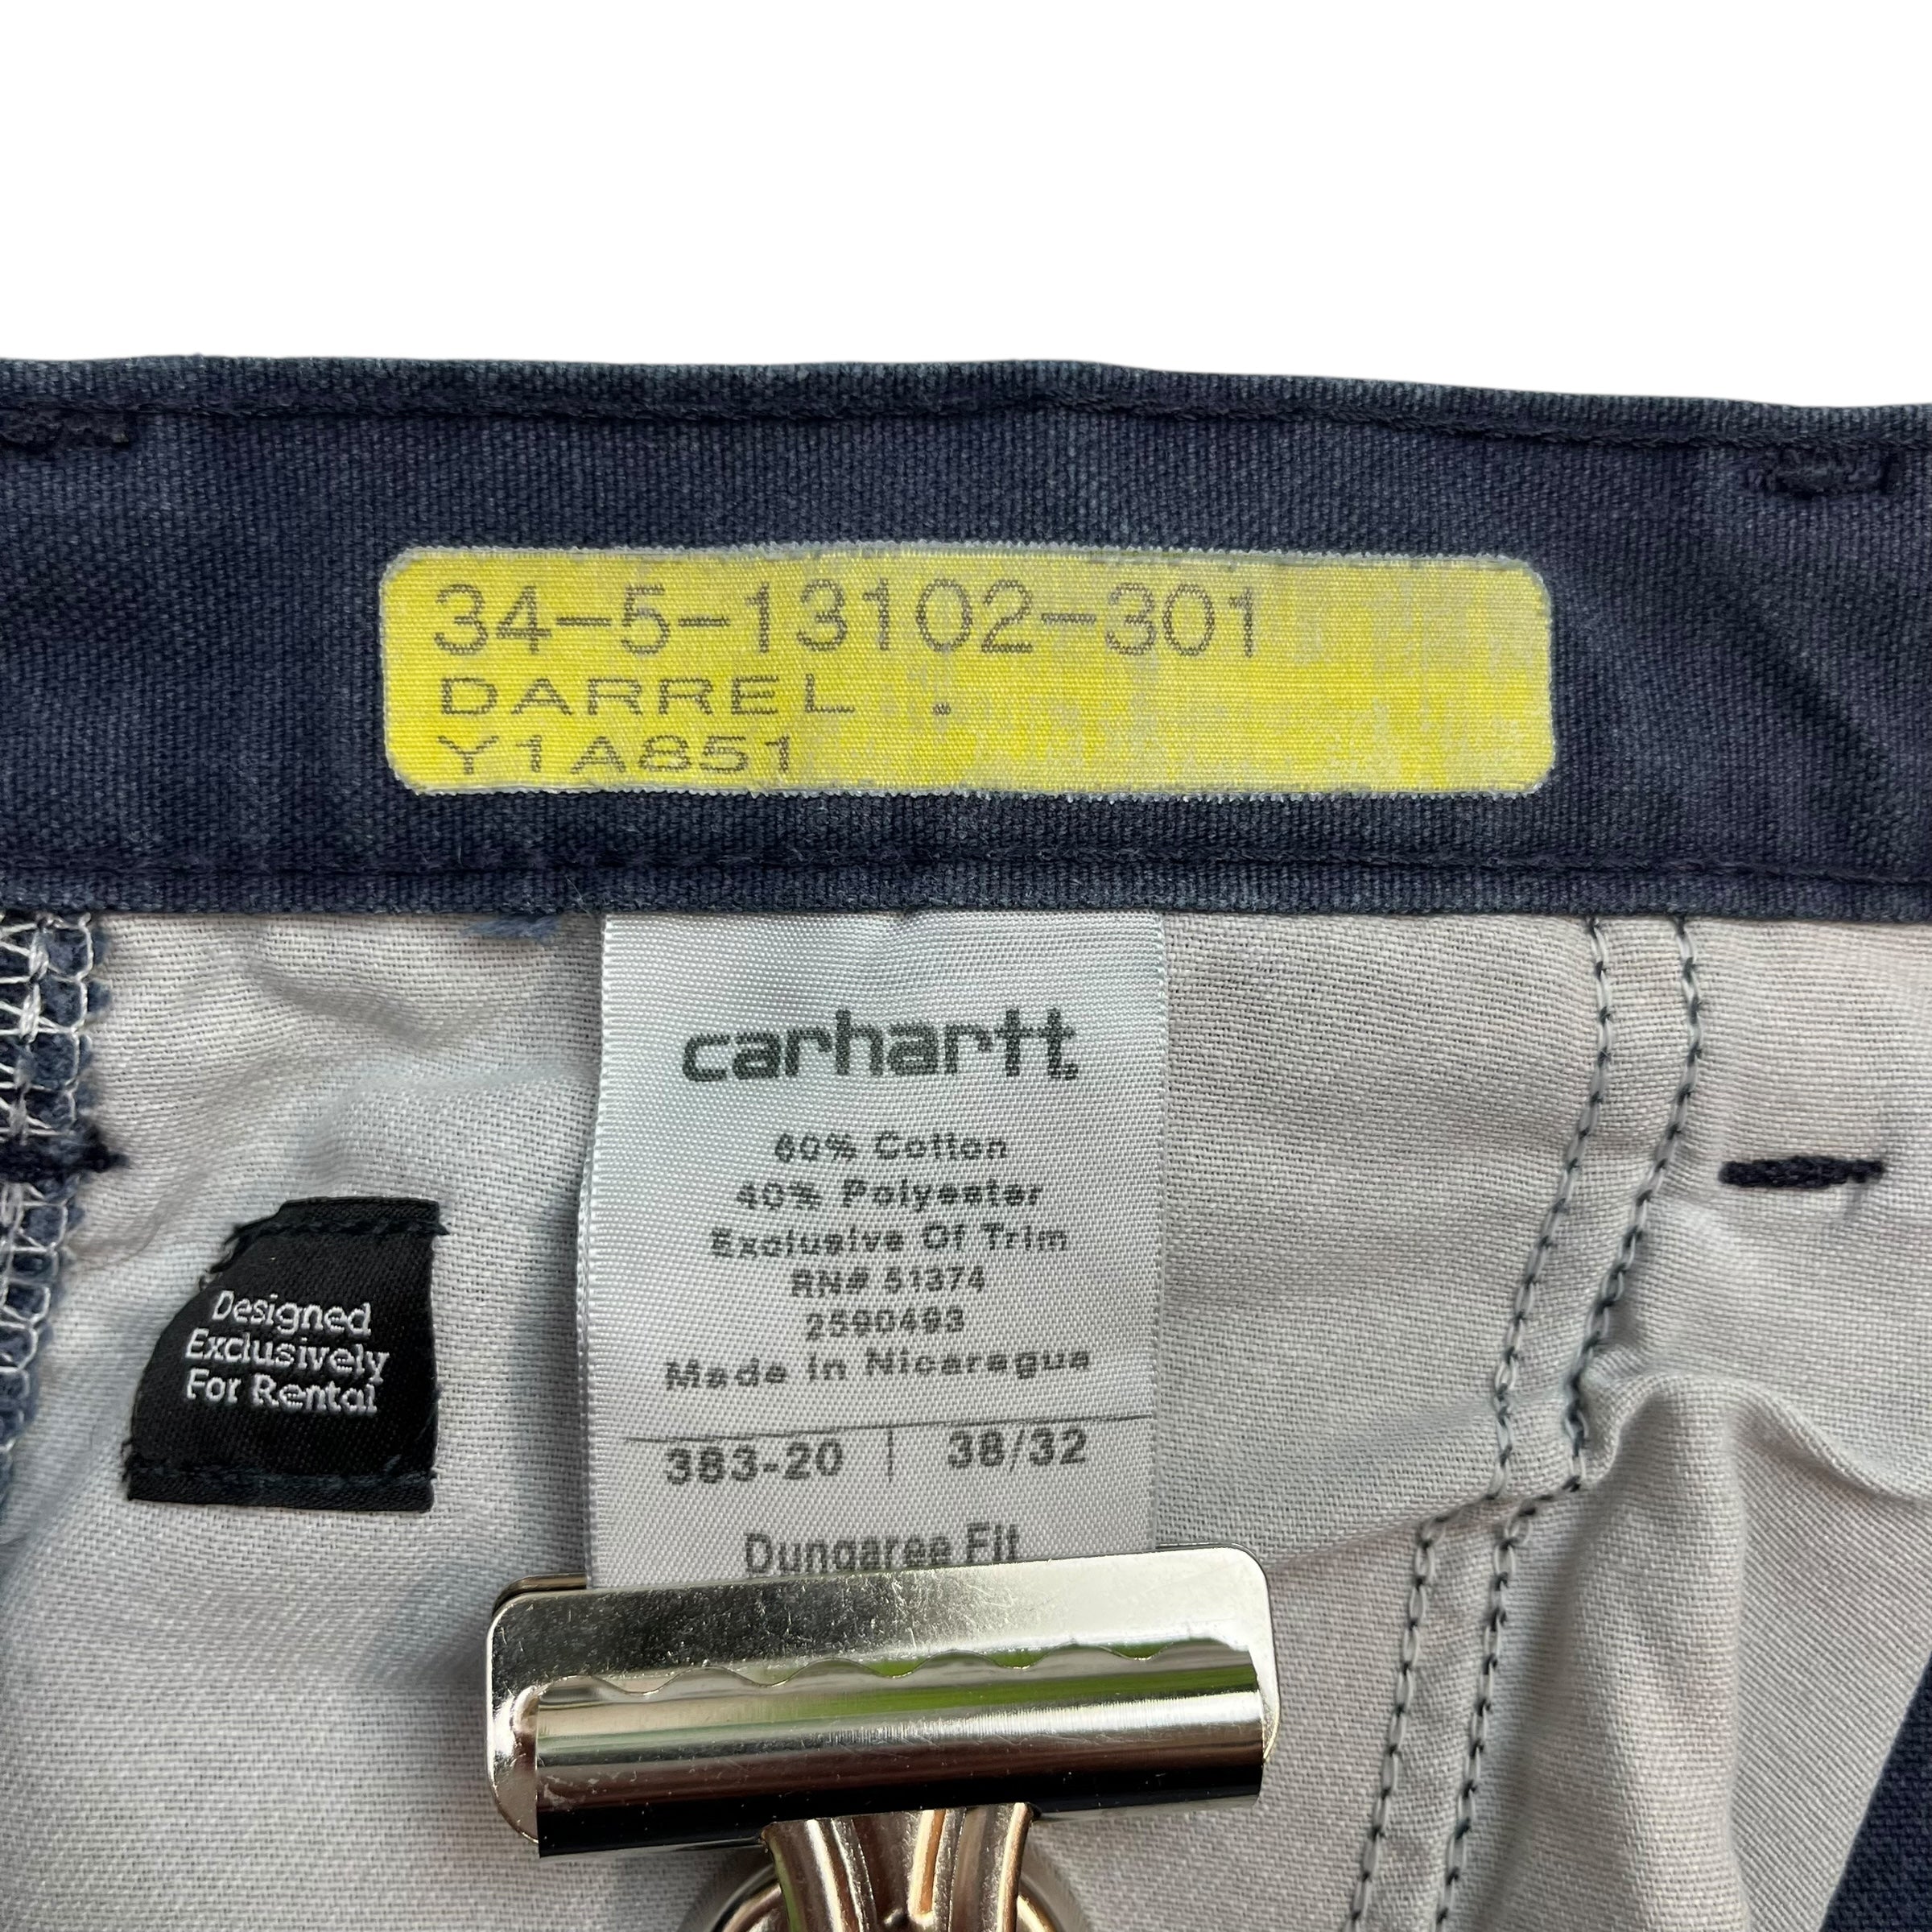 34-5-13102-301
DARREL .
Y1A851
carhartt
60% Cotton
40% Polyester
Exclusive Of Trim
RN# 51374
2590493
Made In Nicaragua
383-20 | 38/32
Dungaree Fit
Designed
Exclusively
For Rental